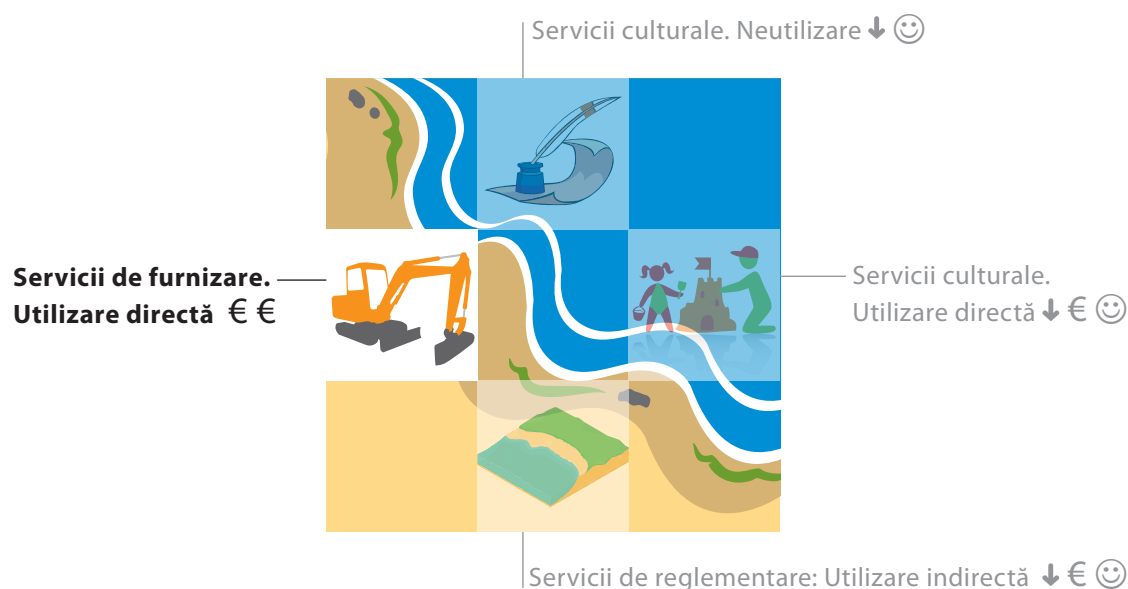 Servicii culturale. Neutilizare ↓ ☺
Servicii de furnizare.
Utilizare directă € €
Servicii culturale.
Utilizare directă ↓ € ☺
Servicii de reglementare: Utilizare indirectă ↓ € ☺